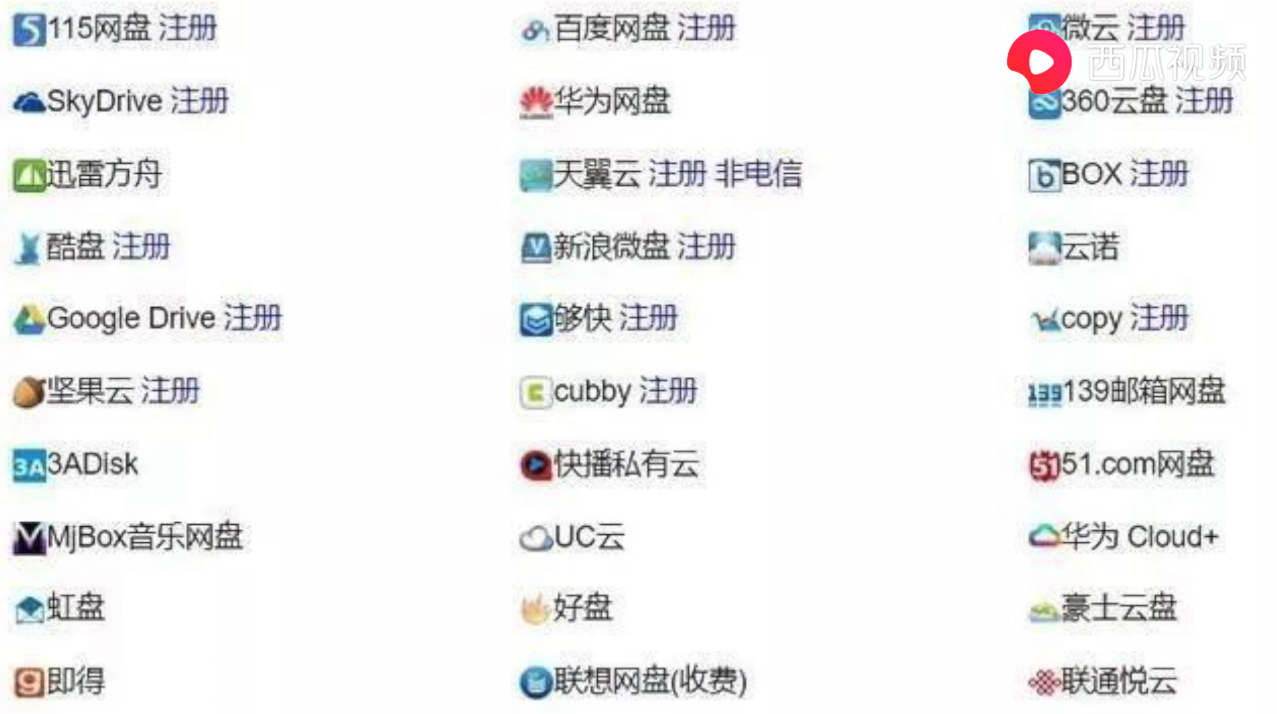 115网盘 注册 百度网盘 注册 微云 注册
西瓜视频
SkyDrive 注册 华为网盘 360云盘 注册
迅雷方舟 天翼云 注册 非电信 BOX 注册
酷盘 注册 新浪微盘 注册 云诺
Google Drive 注册 够快 注册 copy 注册
坚果云 注册 cubby 注册 139 139邮箱网盘
3A 3ADisk 快播私有云 51 51.com网盘
MjBox音乐网盘 UC云 华为 Cloud+
虹盘 好盘 豪士云盘
即得 联想网盘(收费) 联通悦云